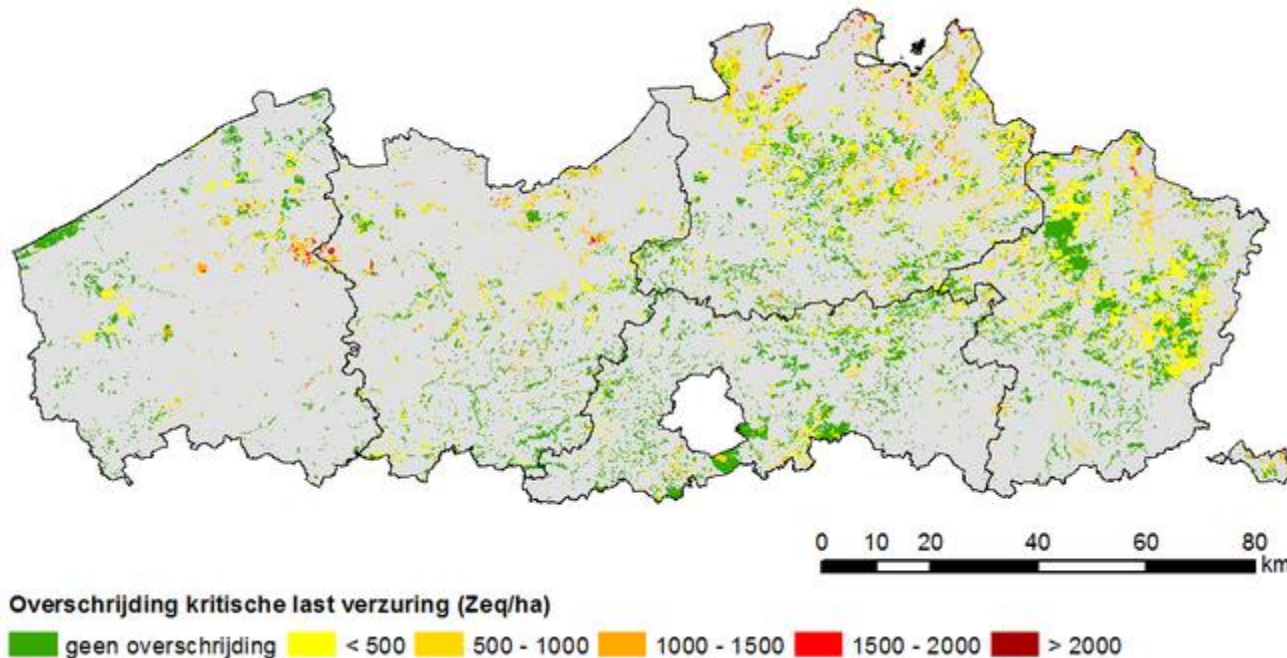 0 10 20 40 60 80
km
Overschrijding kritische last verzuring (Zeq/ha)
geen overschrijding < 500 500 - 1000 1000 - 1500 1500 - 2000 > 2000